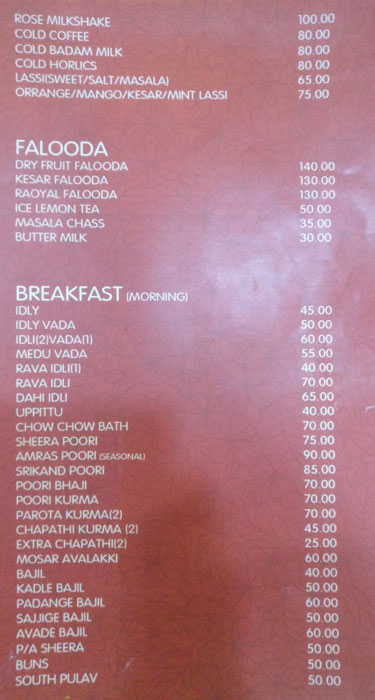 ROSE MILKSHAKE 100.00
COLD COFFEE 80.00
COLD BADAM MILK 80.00
COLD HORLICS 80.00
LASSI(SWEET/SALT/MASALA) 65.00
ORRANGE/MANGO/KESAR/MINT LASSI 75.00
FALOODA
DRY FRUIT FALOODA 140.00
KESAR FALOODA 130.00
RAOYAL FALOODA 130.00
ICE LEMON TEA 50.00
MASALA CHASS 35.00
BUTTER MILK 30.00
BREAKFAST (MORNING)
IDLY 45.00
IDLY VADA 50.00
IDLI(2)VADA(1) 60.00
MEDU VADA 55.00
RAVA IDLI(1) 40.00
RAVA IDLI 70.00
DAHI IDLI 65.00
UPPITTU 40.00
CHOW CHOW BATH 70.00
SHEERA POORI 75.00
AMRAS POORI (SEASONAL) 90.00
SRIKAND POORI 85.00
POORI BHAJI 70.00
POORI KURMA 70.00
PAROTA KURMA(2) 70.00
CHAPATHI KURMA (2) 45.00
EXTRA CHAPATHI(2) 25.00
MOSAR AVALAKKI 60.00
BAJIL 40.00
KADLE BAJIL 50.00
PADANGE BAJIL 60.00
SAJJIGE BAJIL 50.00
AVADE BAJIL 60.00
P/A SHEERA 50.00
BUNS 50.00
SOUTH PULAV 50.00